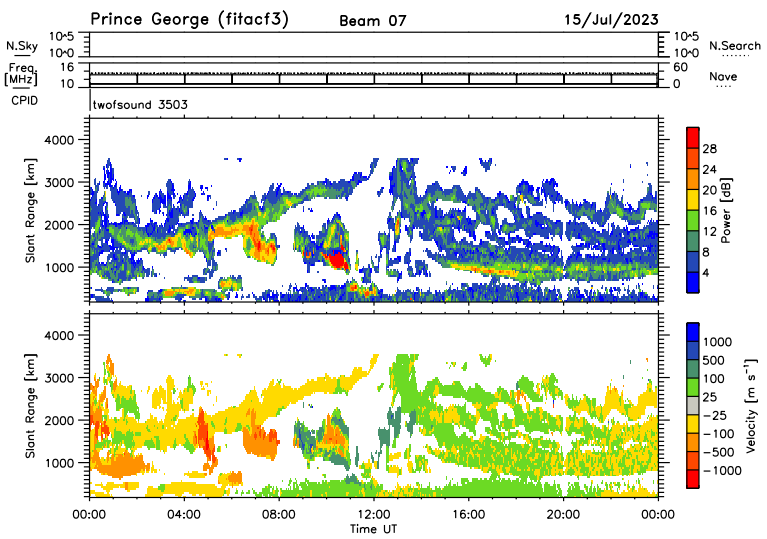 Prince George (fitacf3) Beam 07 15/Jul/2023
N.Sky 10^5 10^5 N.Search
10^0 10^0
Freq. 16 60
[MHz] 10 0 Nave
CPID twofsound 3503
Slant Range [km] 4000 3000 2000 1000
28
24
20
16
12
8
4
Power [dB]
Slant Range [km] 4000 3000 2000 1000
1000
500
100
25
-25
-100
-500
-1000
Velocity [m s⁻¹]
00:00 04:00 08:00 12:00 16:00 20:00 00:00
Time UT